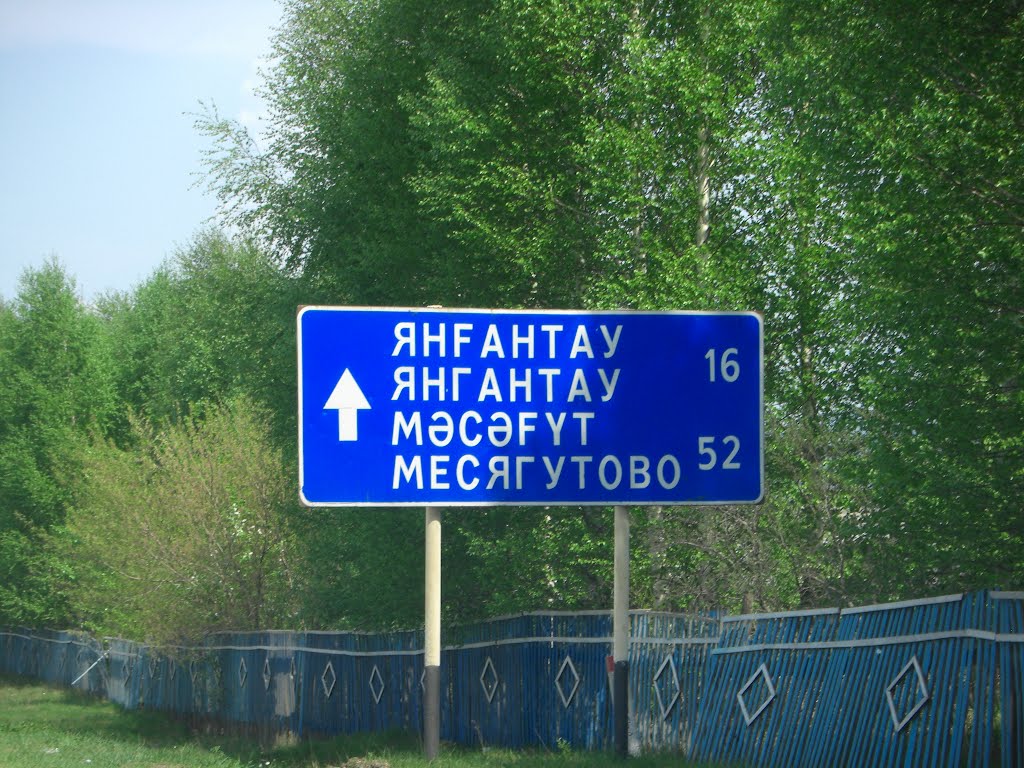 ЯНҒАНТАУ
ЯНГАНТАУ 16
МӘСӘҒҮТ
МЕСЯГУТОВО 52